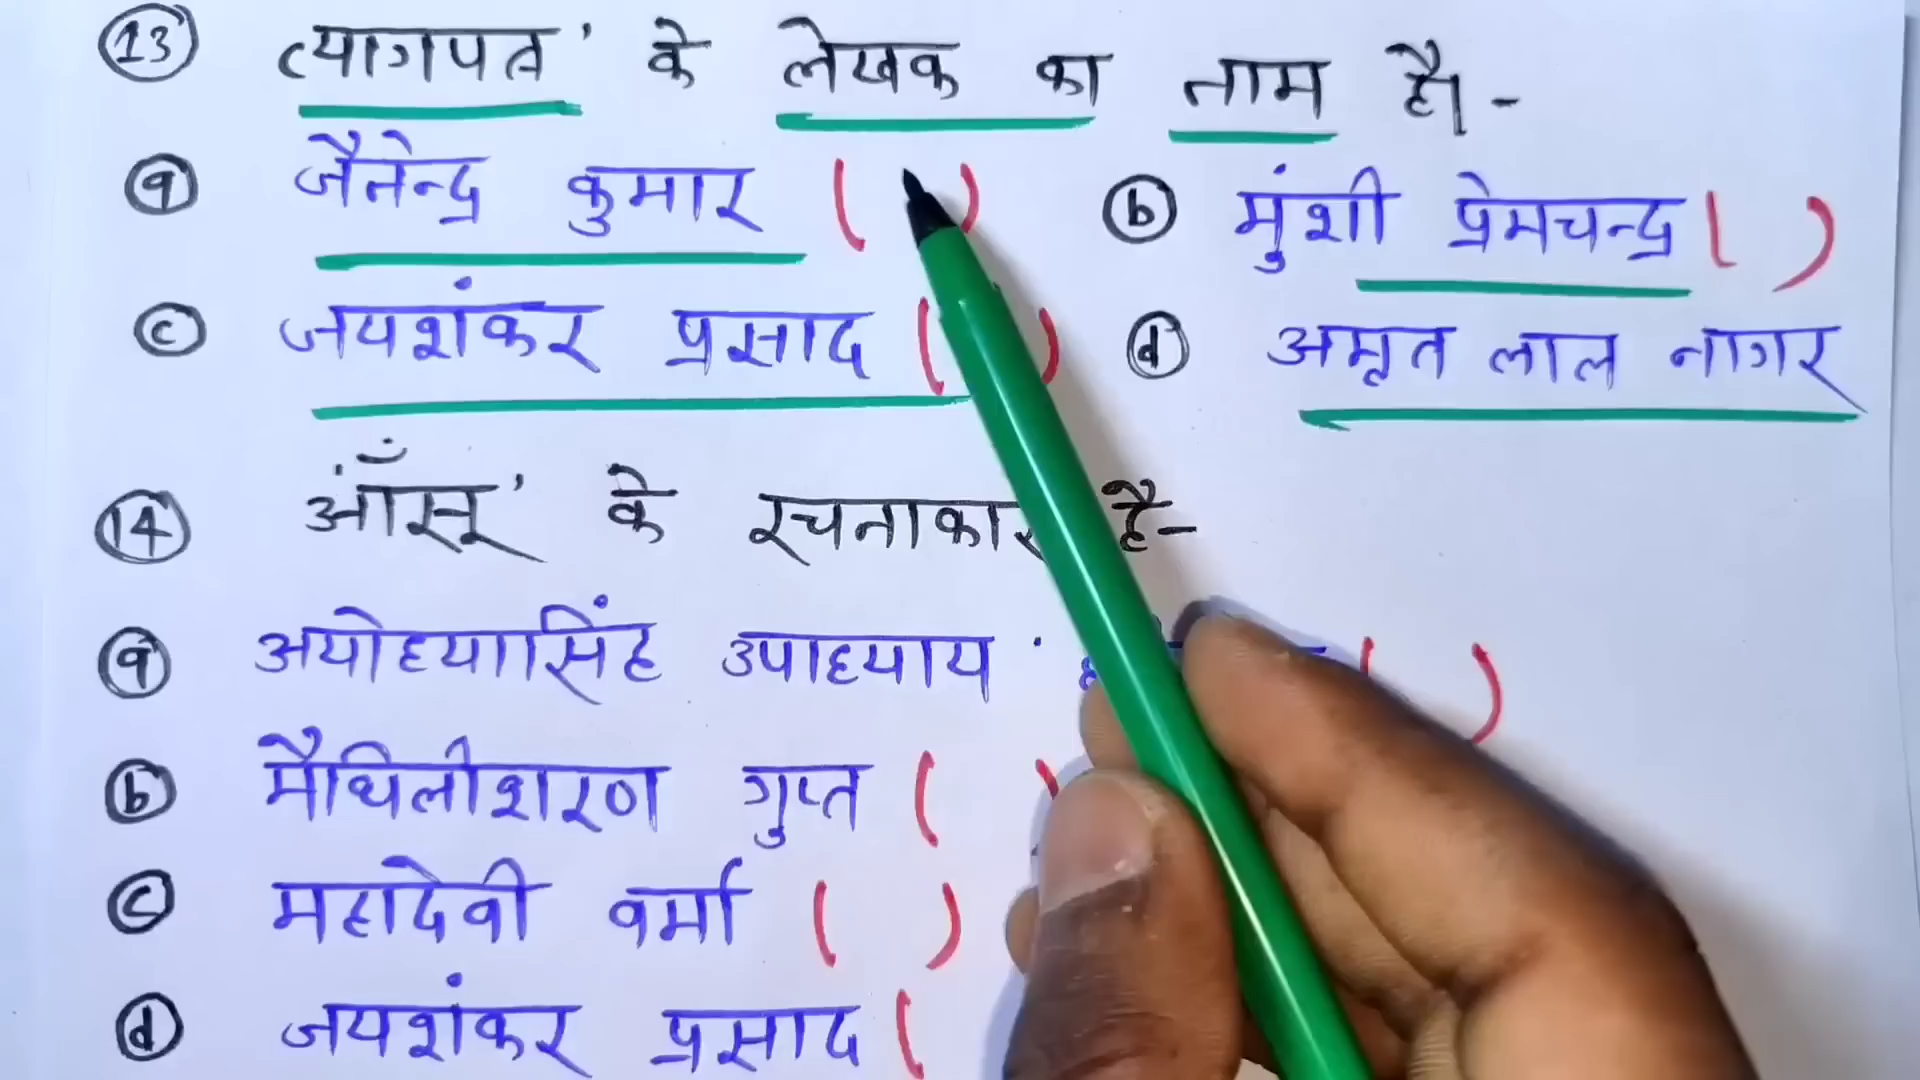 13 त्यागपत्र' के लेखक का नाम है।-
a जैनेन्द्र कुमार ( ) b मुंशी प्रेमचन्द्र ( )
c जयशंकर प्रसाद ( ) d अमृत लाल नागर
14 'आँसू' के रचनाकार है-
a अयोध्यासिंह उपाध्याय ' ( )
b मैथिलीशरण गुप्त ( )
c महादेवी वर्मा ( )
d जयशंकर प्रसाद (